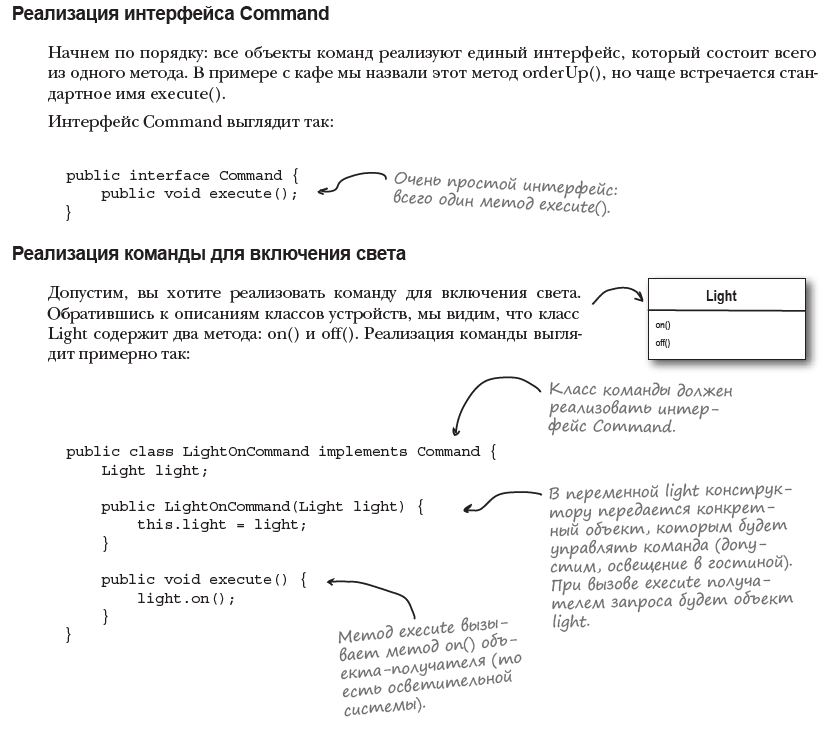 Реализация интерфейса Command
Начнем по порядку: все объекты команд реализуют единый интерфейс, который состоит всего
из одного метода. В примере с кафе мы назвали этот метод orderUp(), но чаще встречается стан-
дартное имя execute().
Интерфейс Command выглядит так:
public interface Command {
public void execute();
}
Очень простой интерфейс:
всего один метод execute().
Реализация команды для включения света
Допустим, вы хотите реализовать команду для включения света.
Обратившись к описаниям классов устройств, мы видим, что класс
Light содержит два метода: on() и off(). Реализация команды выгля-
дит примерно так:
Light
on()
off()
Класс команды должен
реализовать интер-
фейс Command.
public class LightOnCommand implements Command {
Light light;
public LightOnCommand(Light light) {
this.light = light;
}
В переменной light конструк-
тору передается конкрет-
ный объект, которым будет
управлять команда (допу-
стим, освещение в гостиной).
При вызове execute получа-
телем запроса будет объект
light.
public void execute() {
light.on();
}
}
Метод execute вызы-
вает метод on() объ-
екта-получателя (то
есть осветительной
системы).